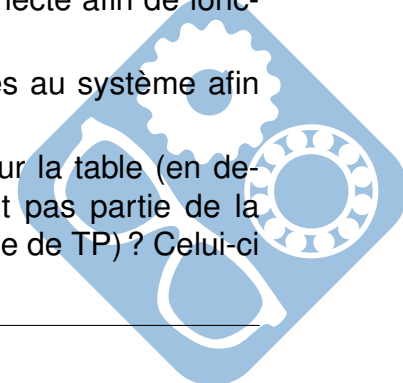 necté afin de fonc-
es au système afin
ur la table (en de-
t pas partie de la
e de TP) ? Celui-ci